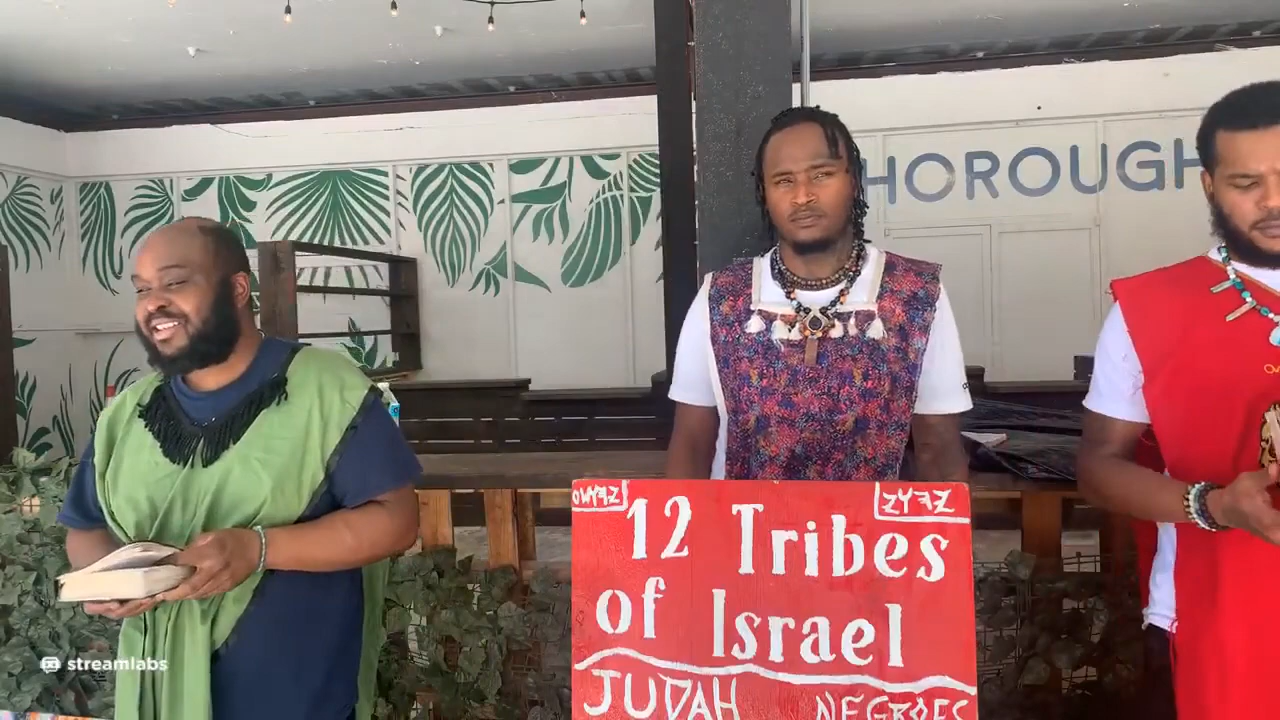 HOROUGH
12 Tribes
of Israel
JUDAH NEGROES
streamlabs